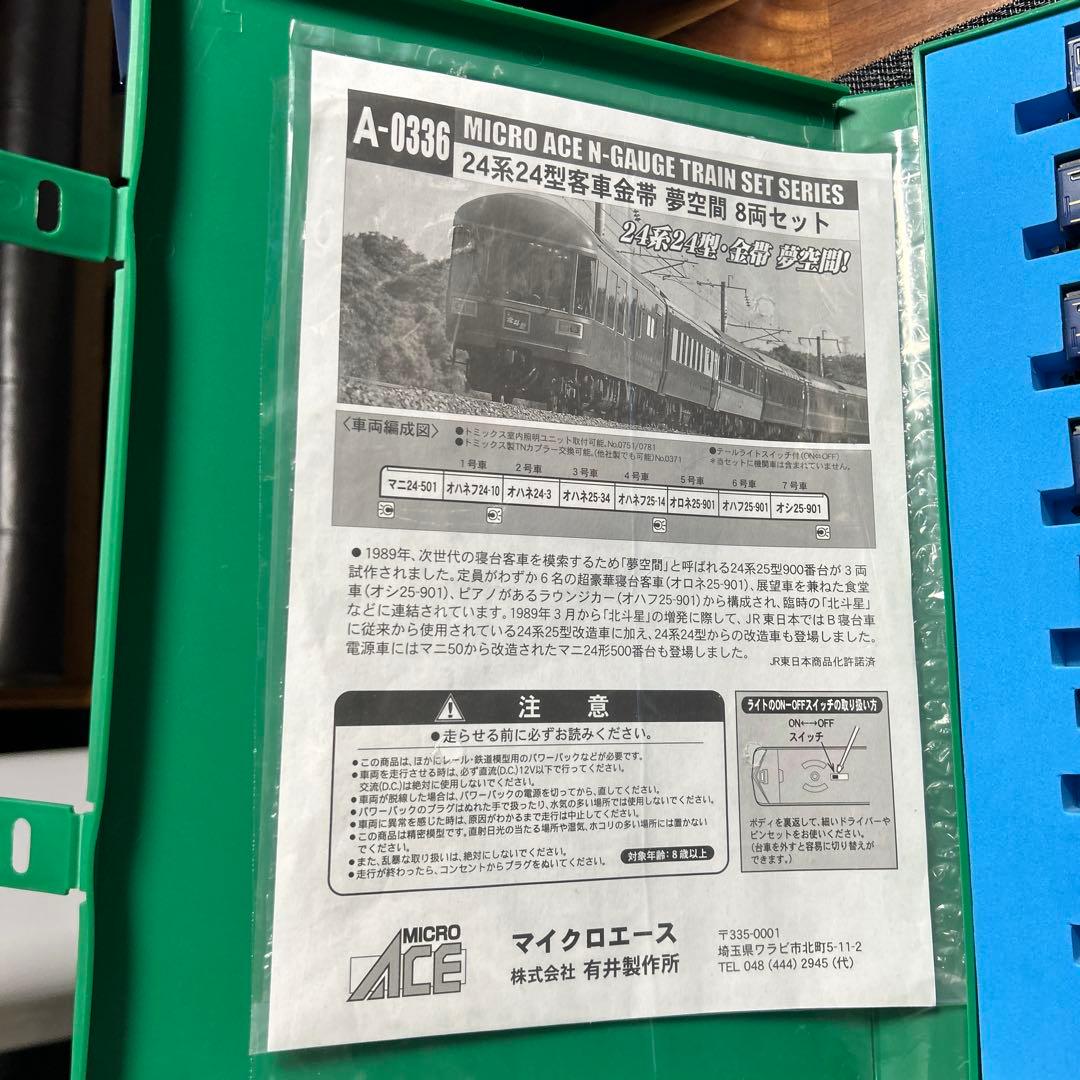 A-0336
MICRO ACE N-GAUGE TRAIN SET SERIES
24系24型客車金帯 夢空間 8両セット
24系24型・金帯 夢空間!
北斗星
〈車両編成図〉
●トミックス室内照明ユニット取付可能。No.0751/0781
●トミックス製TNカプラー交換可能。(他社製でも可能)No.0371
●テールライトスイッチ付(ON⇔OFF)
＊当セットに機関車は含まれていません。
1号車 2号車 3号車 4号車 5号車 6号車 7号車
マニ24-501 オハネフ24-10 オハネ24-3 オハネ25-34 オハネフ25-14 オロネ25-901 オハフ25-901 オシ25-901
●1989年、次世代の寝台客車を模索するため「夢空間」と呼ばれる24系25型900番台が3両
試作されました。定員がわずか6名の超豪華寝台客車(オロネ25-901)、展望車を兼ねた食堂
車(オシ25-901)、ピアノがあるラウンジカー(オハフ25-901)から構成され、臨時の「北斗星」
などに連結されています。1989年3月から「北斗星」の増発に際して、JR東日本ではB寝台車
に従来から使用されている24系25型改造車に加え、24系24型からの改造車も登場しました。
電源車にはマニ50から改造されたマニ24形500番台も登場しました。
JR東日本商品化許諾済
注 意
●走らせる前に必ずお読みください。
●この商品は、ほかにレール・鉄道模型用のパワーパックなどが必要です。
●車両を走行させる時は、必ず直流(D.C.)12V以下で行ってください。
交流(D.C.)は絶対に使用しないでください。
●車両が脱線した場合は、パワーパックの電源を切ってから、直してください。
●パワーパックのプラグはぬれた手で扱ったり、水気の多い場所では使用しないでください。
●車両に異常を感じた時は、原因がわかるまで走行は中止してください。
●この商品は精密模型です。直射日光の当たる場所や湿気、ホコリの多い場所には置かない
でください。
●また、乱暴な取り扱いは、絶対にしないでください。
●走行が終わったら、コンセントからプラグをぬいてください。
対象年齢:8歳以上
ライトのON-OFFスイッチの取り扱い方
ON←→OFF
スイッチ
ボディを裏返して、細いドライバーや
ピンセットをお使いください。
(台車を外すと容易に切り替えが
できます。)
MICRO
ACE
マイクロエース
株式会社 有井製作所
〒335-0001
埼玉県ワラビ市北町5-11-2
TEL 048 (444) 2945 (代)